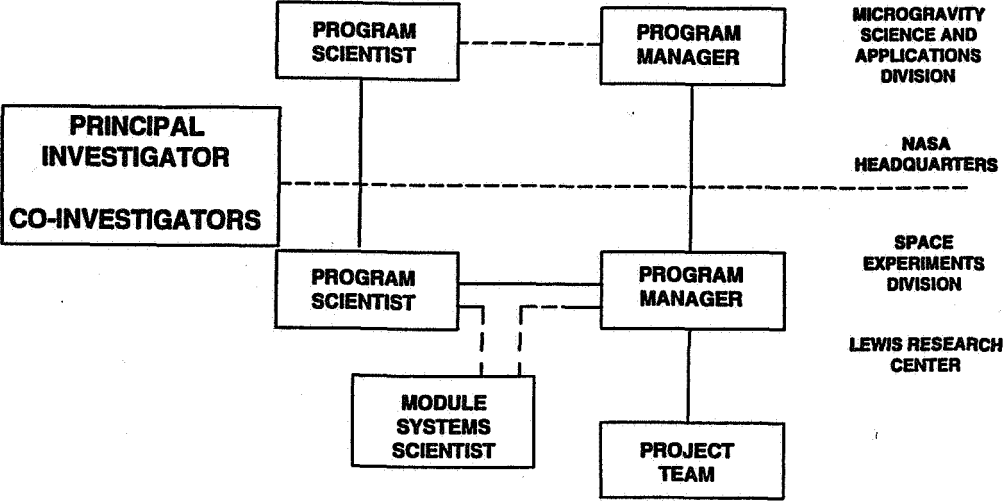 PROGRAM
SCIENTIST
PROGRAM
MANAGER
MICROGRAVITY
SCIENCE AND
APPLICATIONS
DIVISION
PRINCIPAL
INVESTIGATOR
CO-INVESTIGATORS
NASA
HEADQUARTERS
PROGRAM
SCIENTIST
PROGRAM
MANAGER
SPACE
EXPERIMENTS
DIVISION
LEWIS RESEARCH
CENTER
MODULE
SYSTEMS
SCIENTIST
PROJECT
TEAM